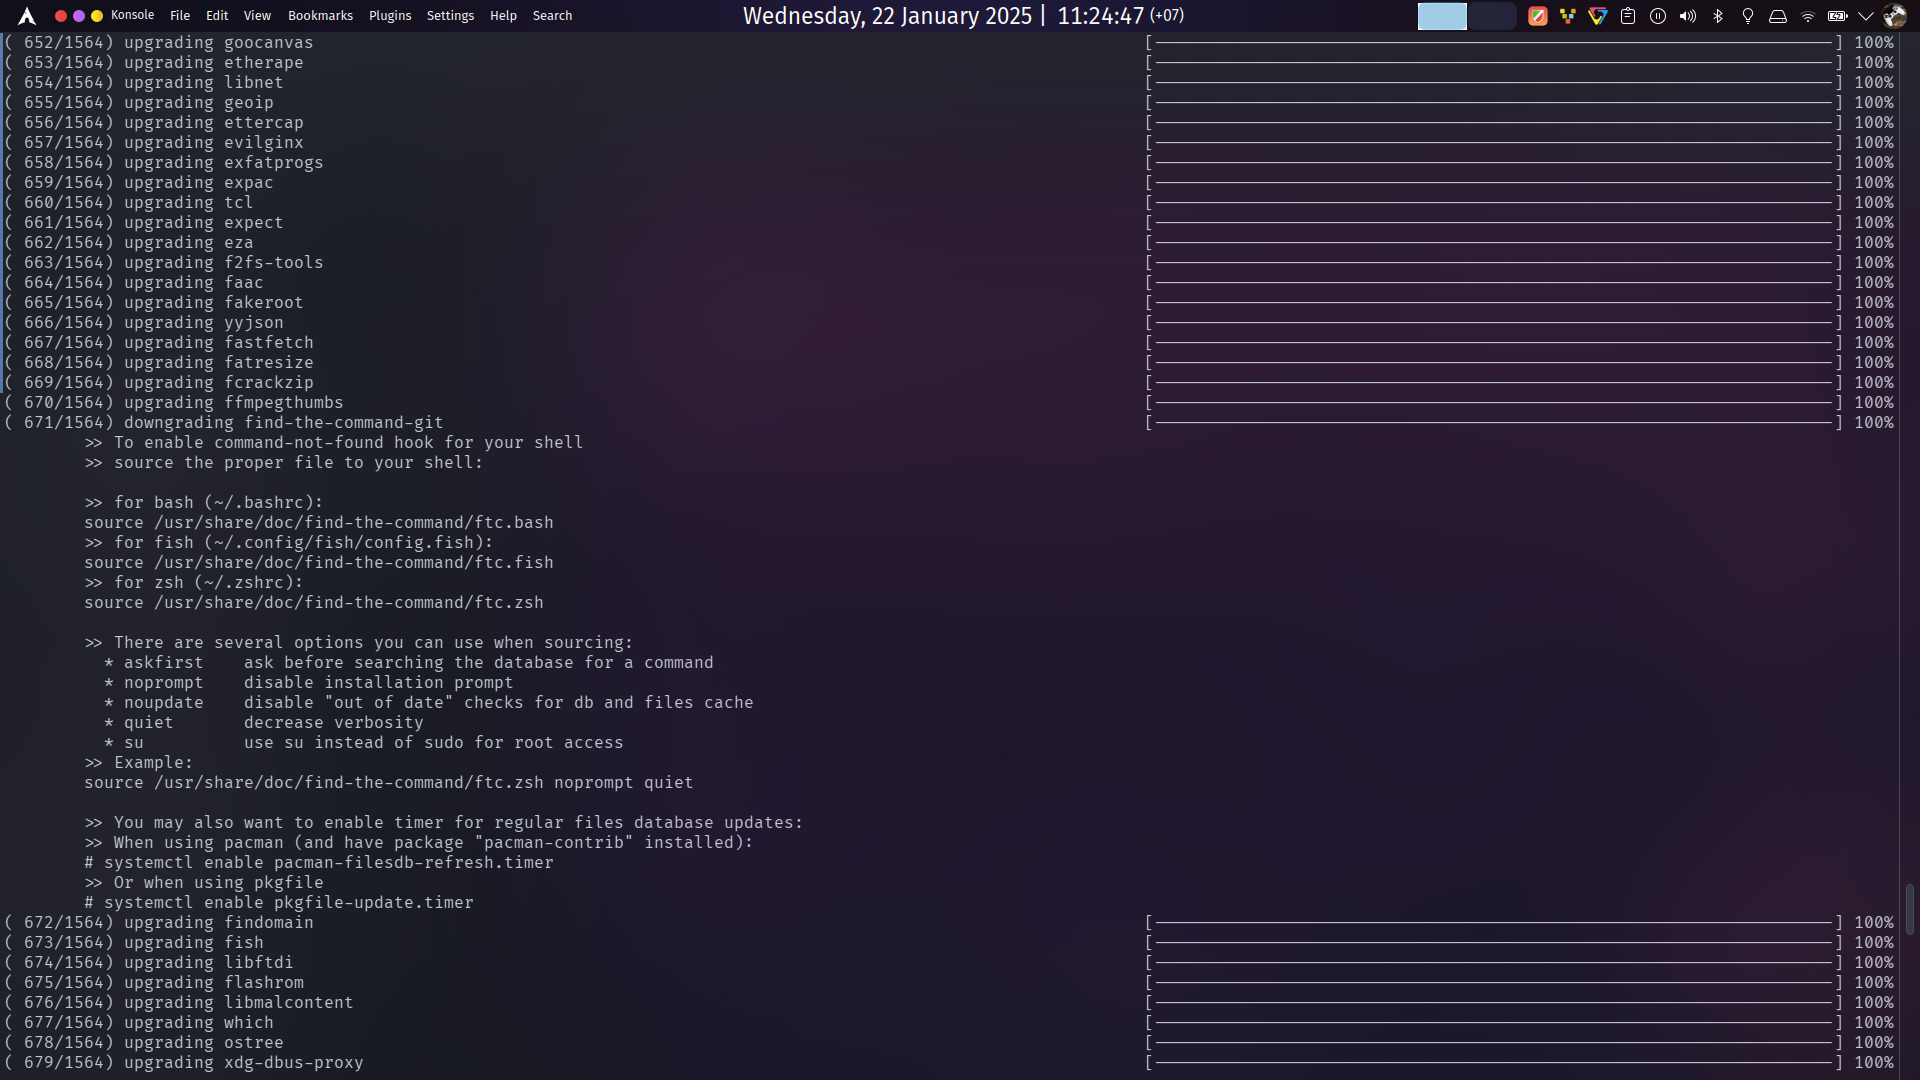 Konsole File Edit View Bookmarks Plugins Settings Help Search Wednesday, 22 January 2025 | 11:24:47 (+07)
( 652/1564) upgrading goocanvas [────────] 100%
( 653/1564) upgrading etherape [────────] 100%
( 654/1564) upgrading libnet [────────] 100%
( 655/1564) upgrading geoip [────────] 100%
( 656/1564) upgrading ettercap [────────] 100%
( 657/1564) upgrading evilginx [────────] 100%
( 658/1564) upgrading exfatprogs [────────] 100%
( 659/1564) upgrading expac [────────] 100%
( 660/1564) upgrading tcl [────────] 100%
( 661/1564) upgrading expect [────────] 100%
( 662/1564) upgrading eza [────────] 100%
( 663/1564) upgrading f2fs-tools [────────] 100%
( 664/1564) upgrading faac [────────] 100%
( 665/1564) upgrading fakeroot [────────] 100%
( 666/1564) upgrading yyjson [────────] 100%
( 667/1564) upgrading fastfetch [────────] 100%
( 668/1564) upgrading fatresize [────────] 100%
( 669/1564) upgrading fcrackzip [────────] 100%
( 670/1564) upgrading ffmpegthumbs [────────] 100%
( 671/1564) downgrading find-the-command-git [────────] 100%
>> To enable command-not-found hook for your shell
>> source the proper file to your shell:
>> for bash (~/.bashrc):
source /usr/share/doc/find-the-command/ftc.bash
>> for fish (~/.config/fish/config.fish):
source /usr/share/doc/find-the-command/ftc.fish
>> for zsh (~/.zshrc):
source /usr/share/doc/find-the-command/ftc.zsh
>> There are several options you can use when sourcing:
* askfirst ask before searching the database for a command
* noprompt disable installation prompt
* noupdate disable "out of date" checks for db and files cache
* quiet decrease verbosity
* su use su instead of sudo for root access
>> Example:
source /usr/share/doc/find-the-command/ftc.zsh noprompt quiet
>> You may also want to enable timer for regular files database updates:
>> When using pacman (and have package "pacman-contrib" installed):
# systemctl enable pacman-filesdb-refresh.timer
>> Or when using pkgfile
# systemctl enable pkgfile-update.timer
( 672/1564) upgrading findomain [────────] 100%
( 673/1564) upgrading fish [────────] 100%
( 674/1564) upgrading libftdi [────────] 100%
( 675/1564) upgrading flashrom [────────] 100%
( 676/1564) upgrading libmalcontent [────────] 100%
( 677/1564) upgrading which [────────] 100%
( 678/1564) upgrading ostree [────────] 100%
( 679/1564) upgrading xdg-dbus-proxy [────────] 100%